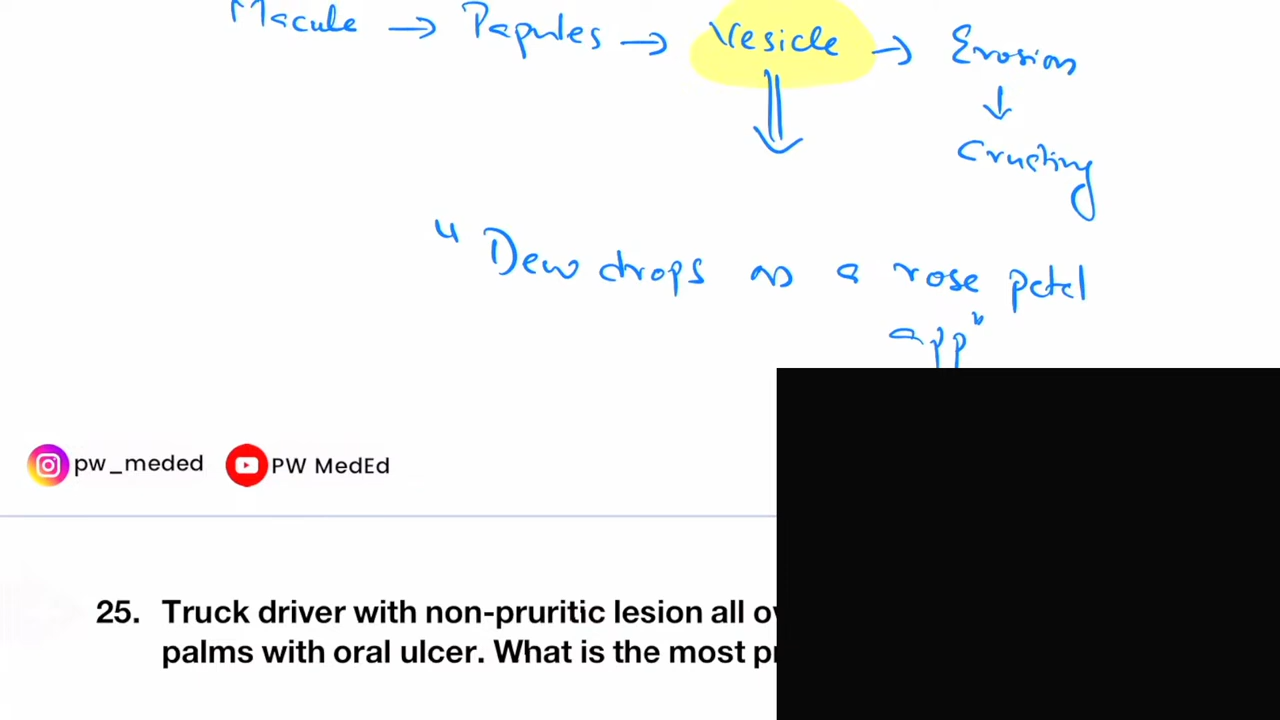 Macule → Papules → Vesicle → Erosion
↓
Crusting
"Dew drops on a rose petal
app"
pw_meded PW MedEd
25. Truck driver with non-pruritic lesion all
palms with oral ulcer. What is the most